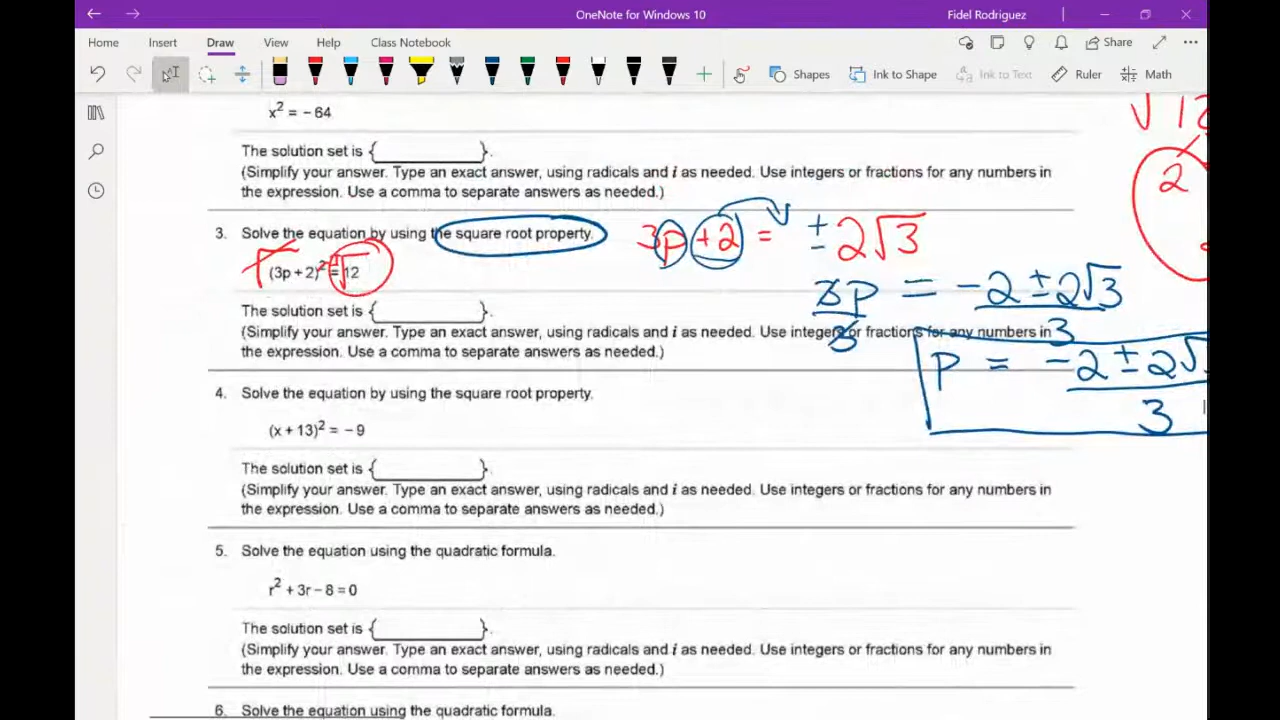 OneNote for Windows 10
Fidel Rodriguez
Home Insert Draw View Help Class Notebook
Share
Shapes Ink to Shape Ink to Text Ruler Math
x² = - 64
The solution set is { }.
(Simplify your answer. Type an exact answer, using radicals and i as needed. Use integers or fractions for any numbers in
the expression. Use a comma to separate answers as needed.)
3. Solve the equation by using the square root property.
(3p + 2)² = √12
3p + 2 = ± 2√3
3p = -2 ± 2√3
3 3
p = -2 ± 2√
3
√ 12
2
The solution set is { }.
(Simplify your answer. Type an exact answer, using radicals and i as needed. Use integers or fractions for any numbers in
the expression. Use a comma to separate answers as needed.)
4. Solve the equation by using the square root property.
(x + 13)² = - 9
The solution set is { }.
(Simplify your answer. Type an exact answer, using radicals and i as needed. Use integers or fractions for any numbers in
the expression. Use a comma to separate answers as needed.)
5. Solve the equation using the quadratic formula.
r² + 3r - 8 = 0
The solution set is { }.
(Simplify your answer. Type an exact answer, using radicals and i as needed. Use integers or fractions for any numbers in
the expression. Use a comma to separate answers as needed.)
6. Solve the equation using the quadratic formula.